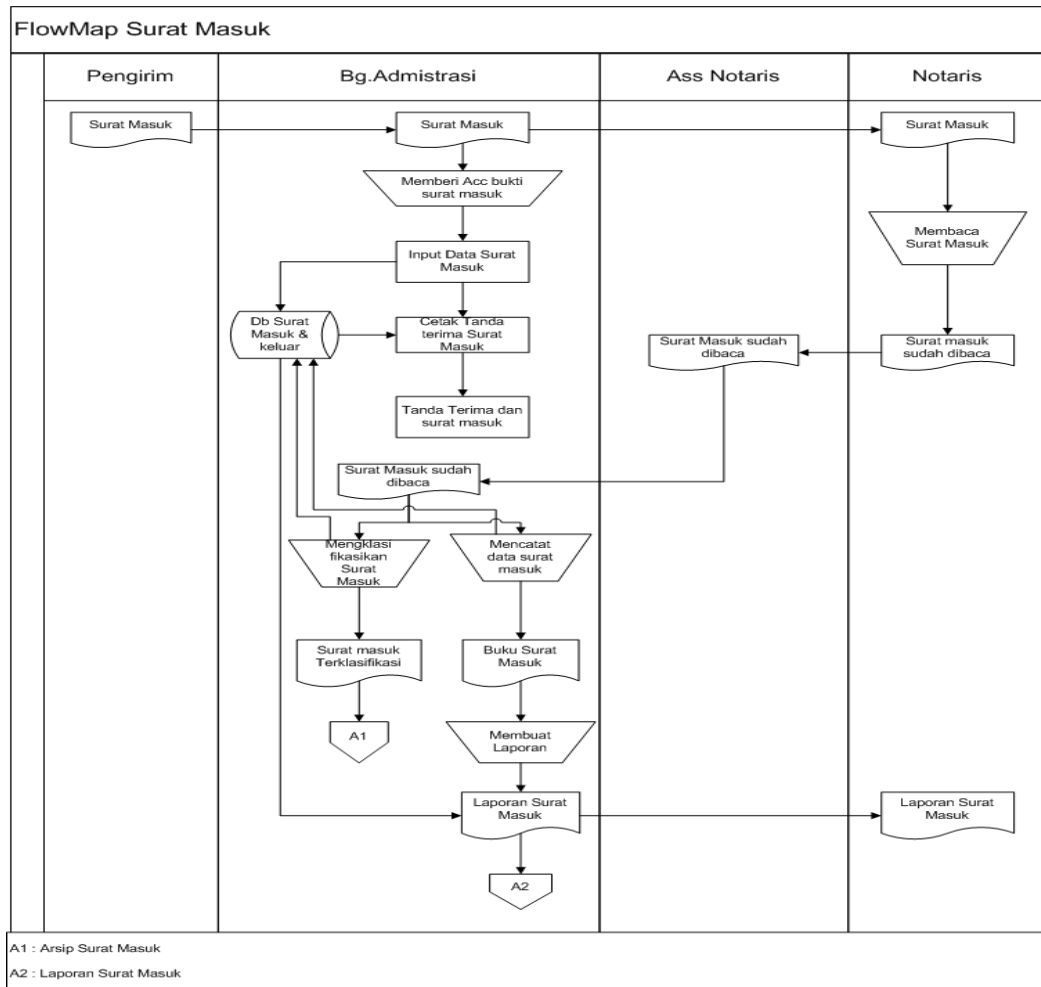 FlowMap Surat Masuk
Pengirim
Bg.Admistrasi
Ass Notaris
Notaris
Surat Masuk
Surat Masuk
Surat Masuk
Memberi Acc bukti
surat masuk
Membaca
Surat Masuk
Input Data Surat
Masuk
Db Surat
Masuk &
keluar
Cetak Tanda
terima Surat
Masuk
Surat Masuk sudah
dibaca
Surat masuk
sudah dibaca
Tanda Terima dan
surat masuk
Surat Masuk sudah
dibaca
Mengklasi
fikasikan
Surat
Masuk
Mencatat
data surat
masuk
Surat masuk
Terklasifikasi
Buku Surat
Masuk
A1
Membuat
Laporan
Laporan Surat
Masuk
Laporan Surat
Masuk
A2
A1 : Arsip Surat Masuk
A2 : Laporan Surat Masuk